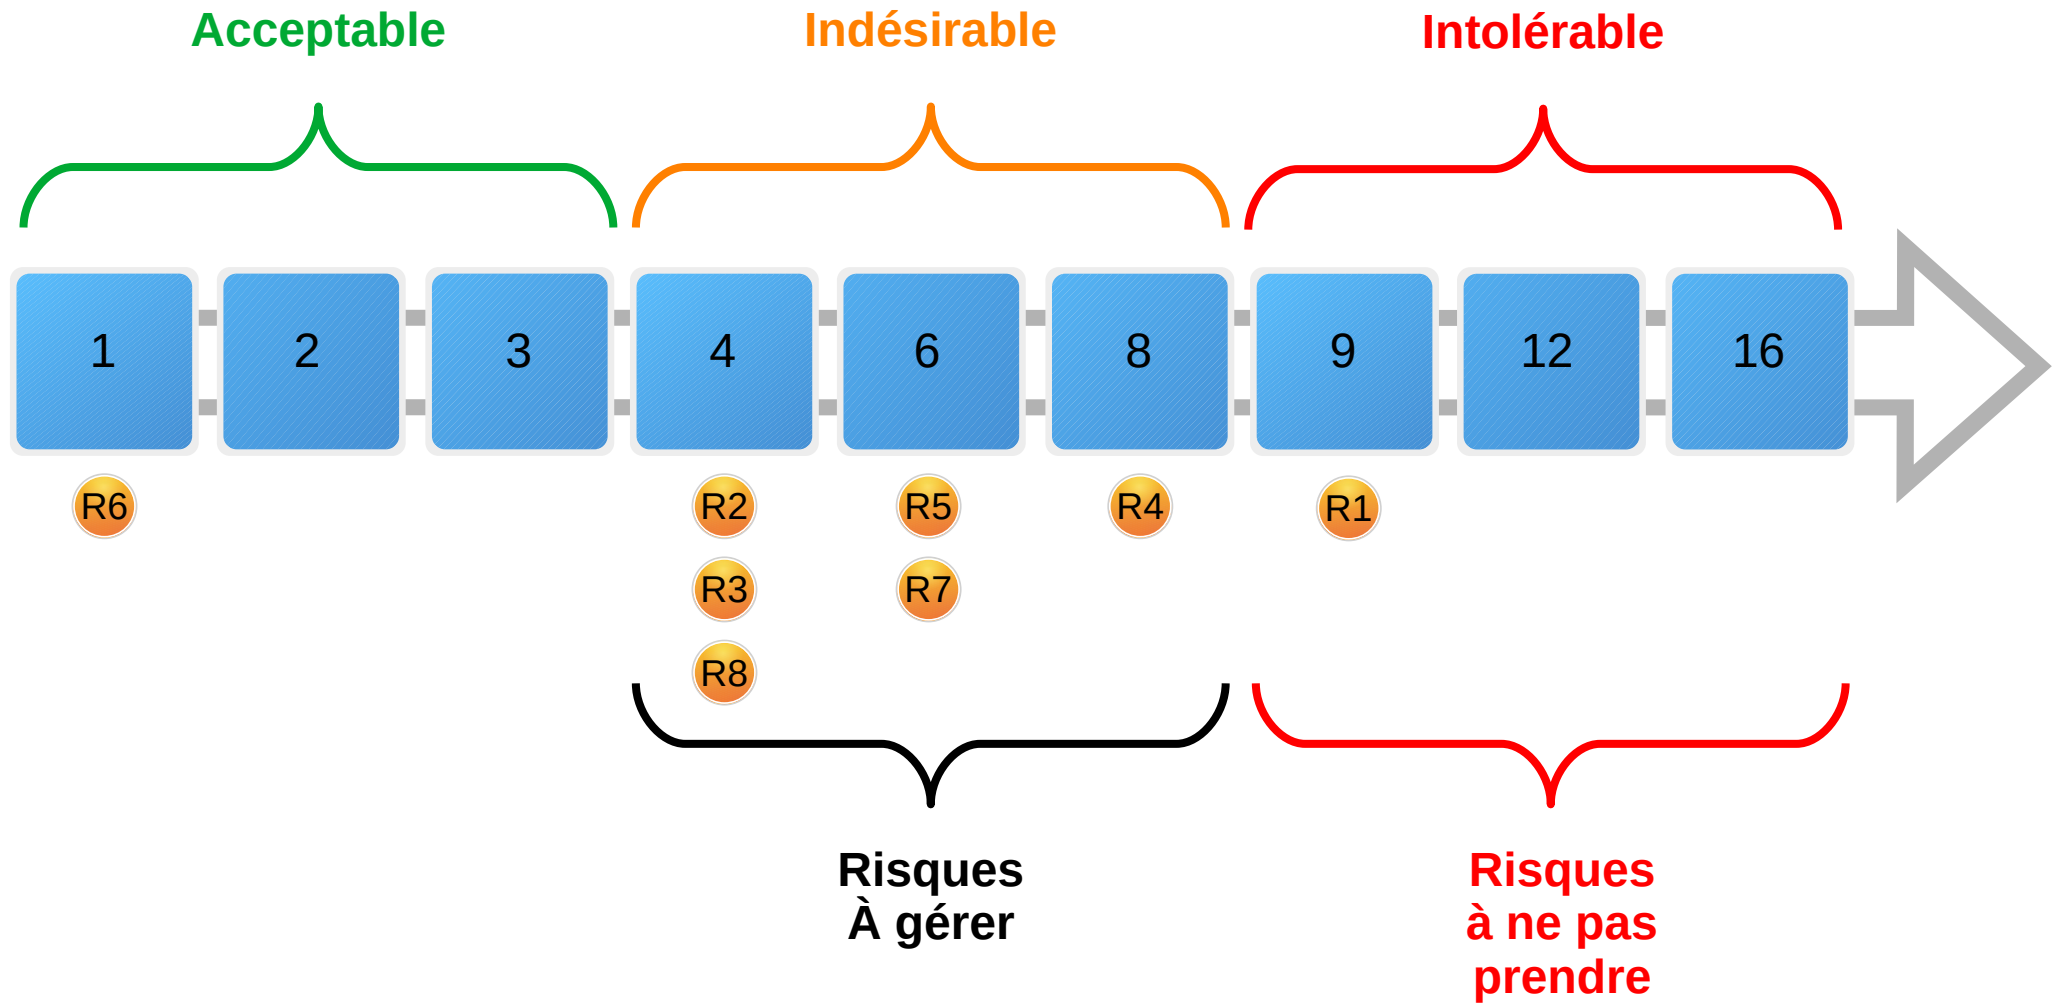 Acceptable
Indésirable
Intolérable
1
2
3
4
6
8
9
12
16
R6
R2
R5
R4
R1
R3
R7
R8
Risques
À gérer
Risques
à ne pas
prendre